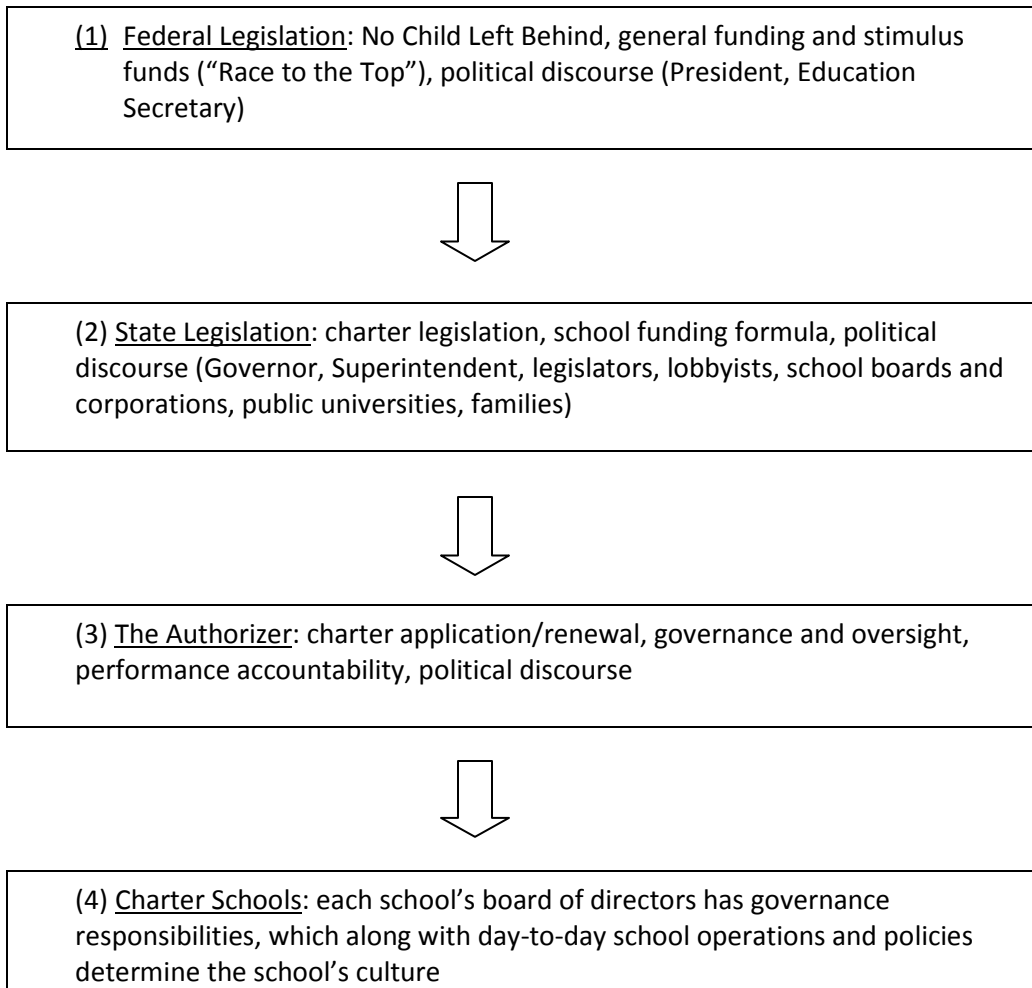 (1) Federal Legislation: No Child Left Behind, general funding and stimulus
funds (“Race to the Top”), political discourse (President, Education
Secretary)
(2) State Legislation: charter legislation, school funding formula, political
discourse (Governor, Superintendent, legislators, lobbyists, school boards and
corporations, public universities, families)
(3) The Authorizer: charter application/renewal, governance and oversight,
performance accountability, political discourse
(4) Charter Schools: each school’s board of directors has governance
responsibilities, which along with day-to-day school operations and policies
determine the school’s culture